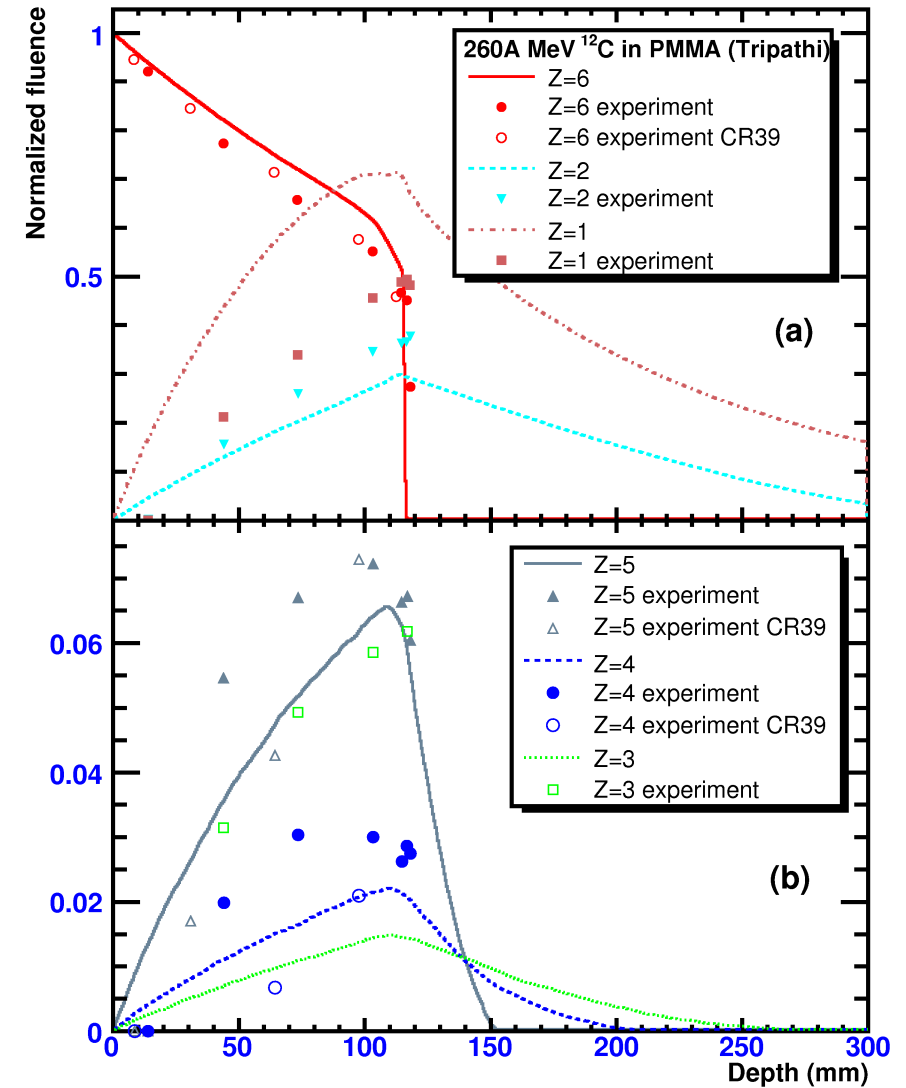 1
0.5
Normalized fluence
260A MeV ¹²C in PMMA (Tripathi)
Z=6
Z=6 experiment
Z=6 experiment CR39
Z=2
Z=2 experiment
Z=1
Z=1 experiment
(a)
0.06
0.04
0.02
0
Z=5
Z=5 experiment
Z=5 experiment CR39
Z=4
Z=4 experiment
Z=4 experiment CR39
Z=3
Z=3 experiment
(b)
0 50 100 150 200 250 300
Depth (mm)